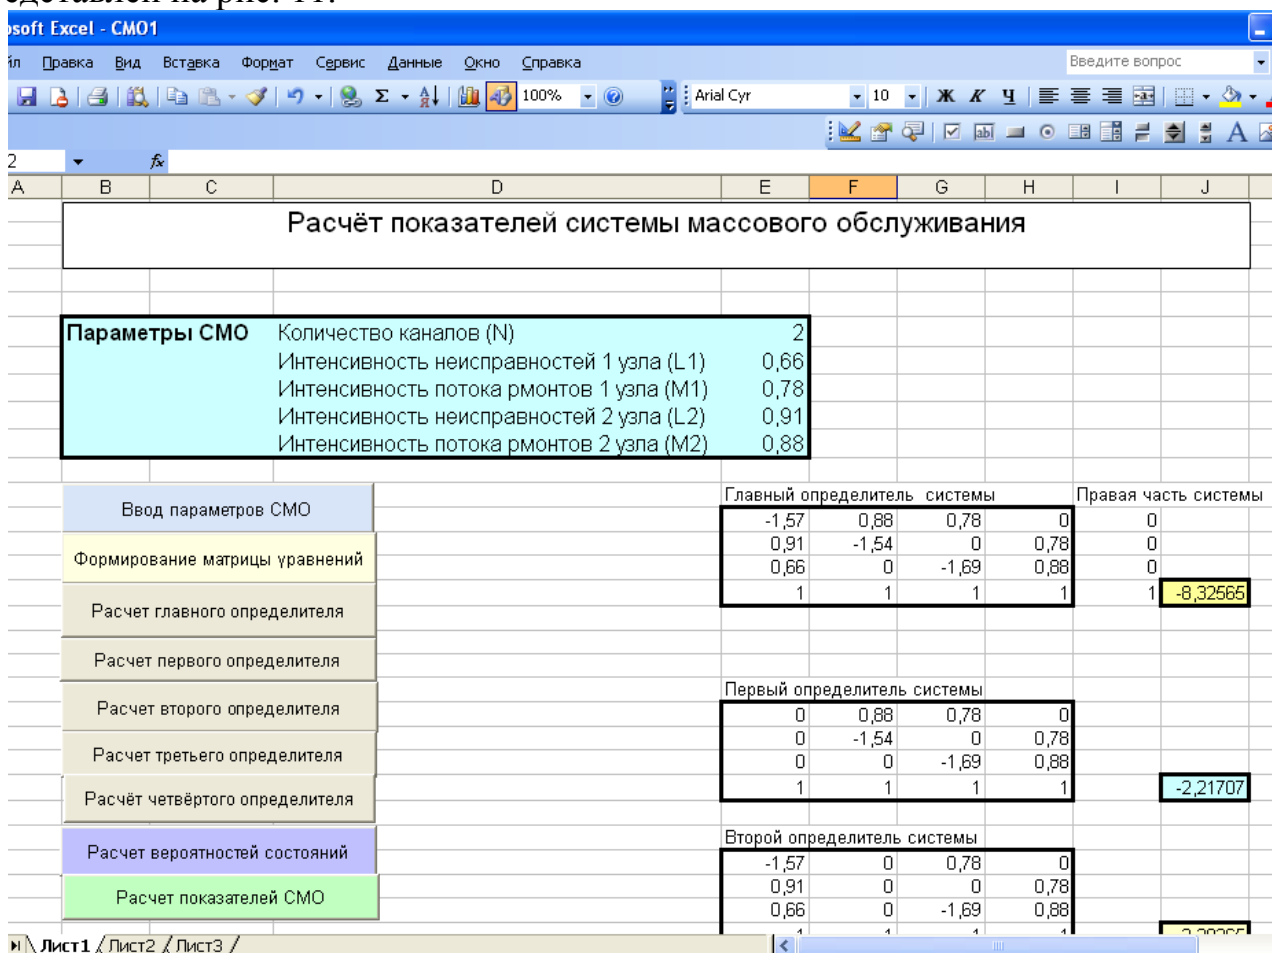 рис. 11.
soft Excel - СМО1
Правка Вид Вставка Формат Сервис Данные Окно Справка Введите вопрос
100% Arial Cyr 10 Ж К Ч
2 fx
A B C D E F G H I J
Расчёт показателей системы массового обслуживания
Параметры СМО Количество каналов (N) 2
Интенсивность неисправностей 1 узла (L1) 0,66
Интенсивность потока рмонтов 1 узла (M1) 0,78
Интенсивность неисправностей 2 узла (L2) 0,91
Интенсивность потока рмонтов 2 узла (M2) 0,88
Ввод параметров СМО
Формирование матрицы уравнений
Расчет главного определителя
Расчет первого определителя
Расчет второго определителя
Расчет третьего определителя
Расчёт четвёртого определителя
Расчет вероятностей состояний
Расчет показателей СМО
Главный определитель системы Правая часть системы
-1,57 0,88 0,78 0 0
0,91 -1,54 0 0,78 0
0,66 0 -1,69 0,88 0
1 1 1 1 1 -8,32565
Первый определитель системы
0 0,88 0,78 0
0 -1,54 0 0,78
0 0 -1,69 0,88
1 1 1 1 -2,21707
Второй определитель системы
-1,57 0 0,78 0
0,91 0 0 0,78
0,66 0 -1,69 0,88
Лист1 Лист2 Лист3